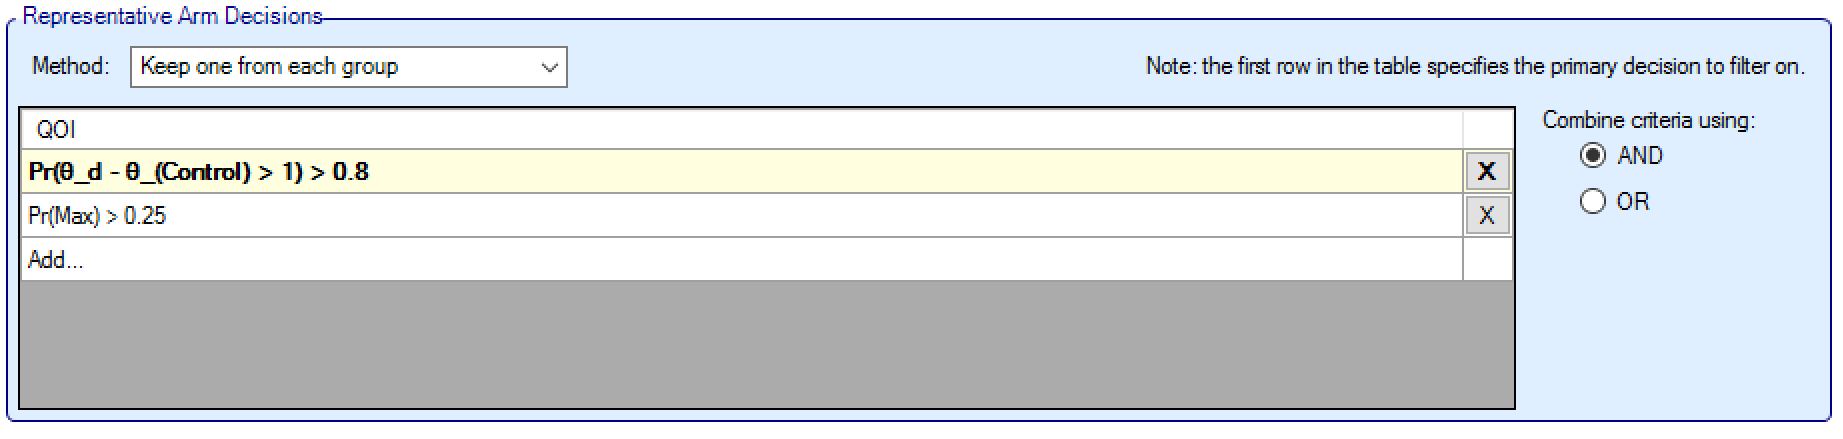 Representative Arm Decisions
Method: Keep one from each group
Note: the first row in the table specifies the primary decision to filter on.
QOI
Pr(θ_d - θ_(Control) > 1) > 0.8 X
Pr(Max) > 0.25 X
Add...
Combine criteria using:
AND
OR